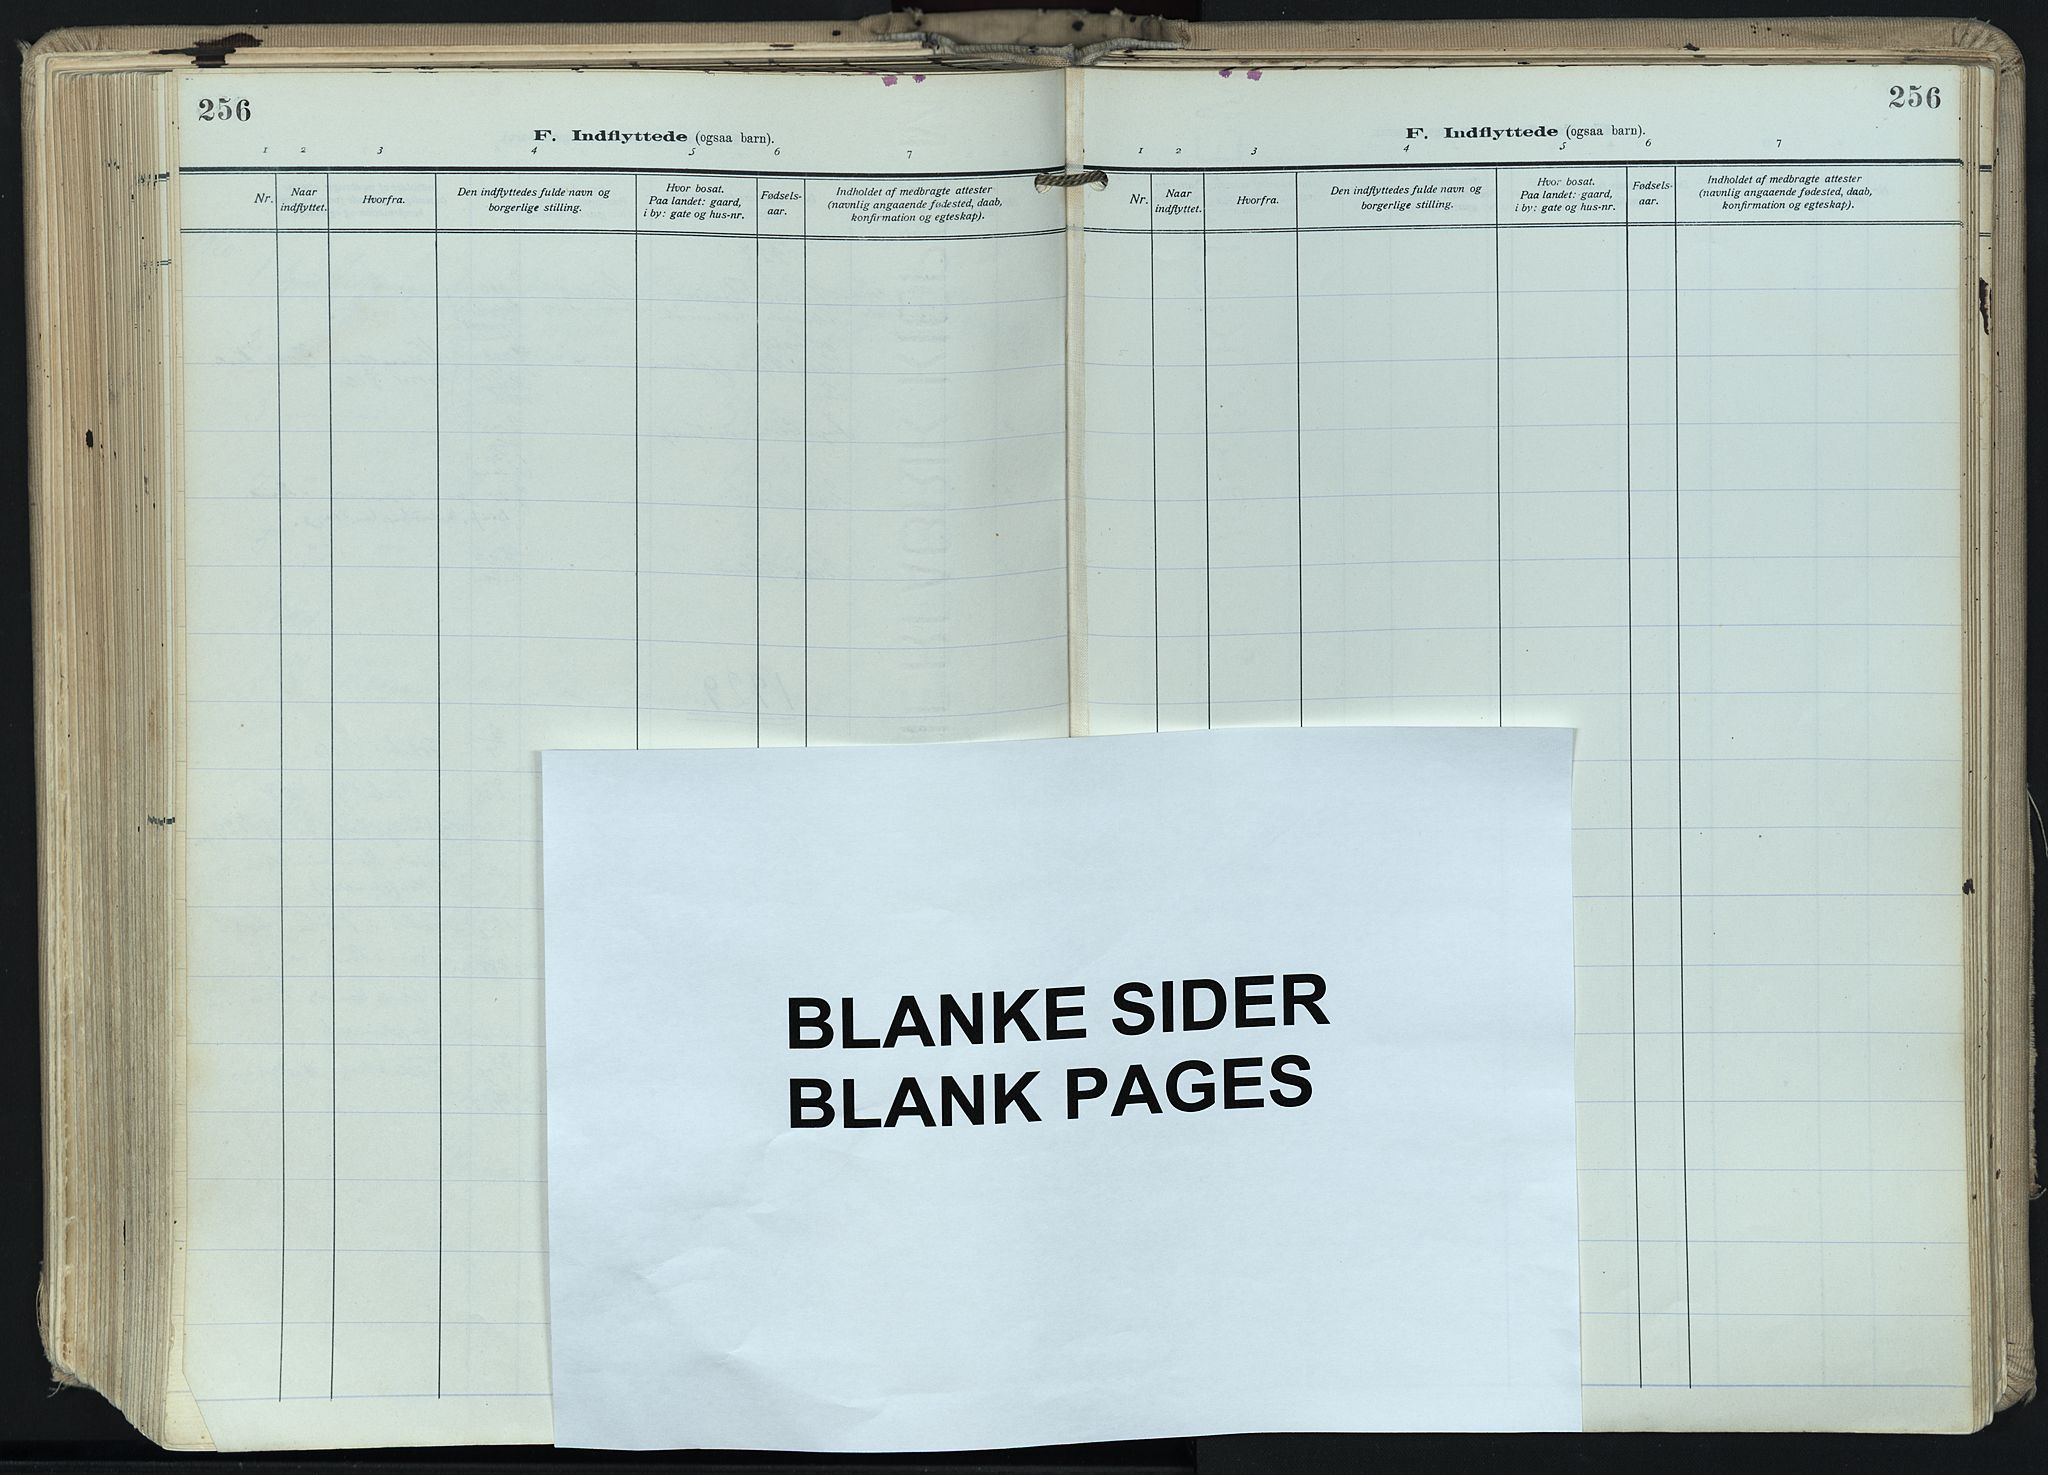 256
F. Indflyttede (ogsaa barn).
1 2 3 4 5 6 7
Nr. Naar indflyttet. Hvorfra. Den indflyttedes fulde navn og borgerlige stilling. Hvor bosat. Paa landet: gaard, i by: gate og hus-nr. Fødsels-aar. Indholdet af medbragte attester (navnlig angaaende fødested, daab, konfirmation og egteskap).
256
F. Indflyttede (ogsaa barn).
1 2 3 4 5 6 7
Nr. Naar indflyttet. Hvorfra. Den indflyttedes fulde navn og borgerlige stilling. Hvor bosat. Paa landet: gaard, i by: gate og hus-nr. Fødsels-aar. Indholdet af medbragte attester (navnlig angaaende fødested, daab, konfirmation og egteskap).
BLANKE SIDER
BLANK PAGES